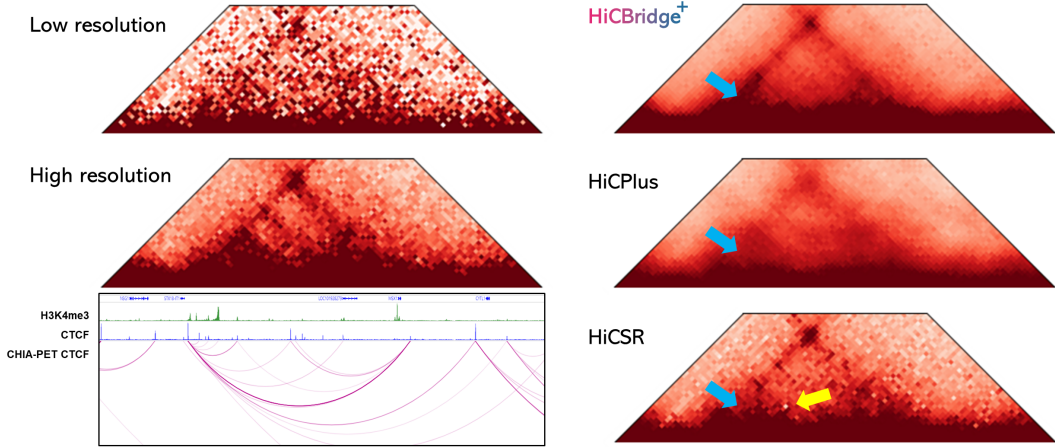 Low resolution
HiCBridge+
High resolution
HiCPlus
H3K4me3
CTCF
CHIA-PET CTCF
HiCSR